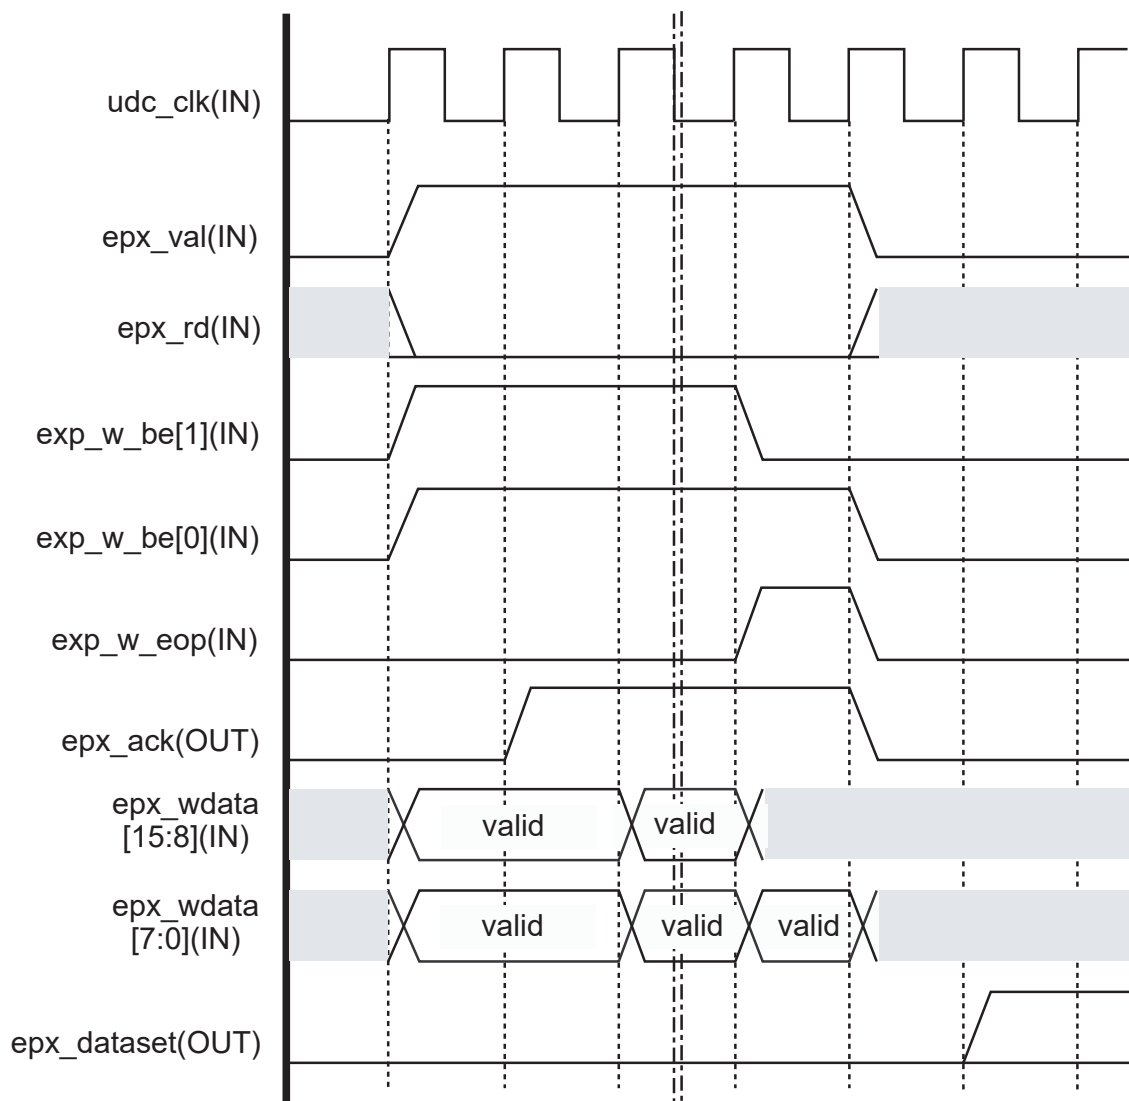 udc_clk(IN)
epx_val(IN)
epx_rd(IN)
exp_w_be[1](IN)
exp_w_be[0](IN)
exp_w_eop(IN)
epx_ack(OUT)
epx_wdata
[15:8](IN)
valid
valid
epx_wdata
[7:0](IN)
valid
valid
valid
epx_dataset(OUT)